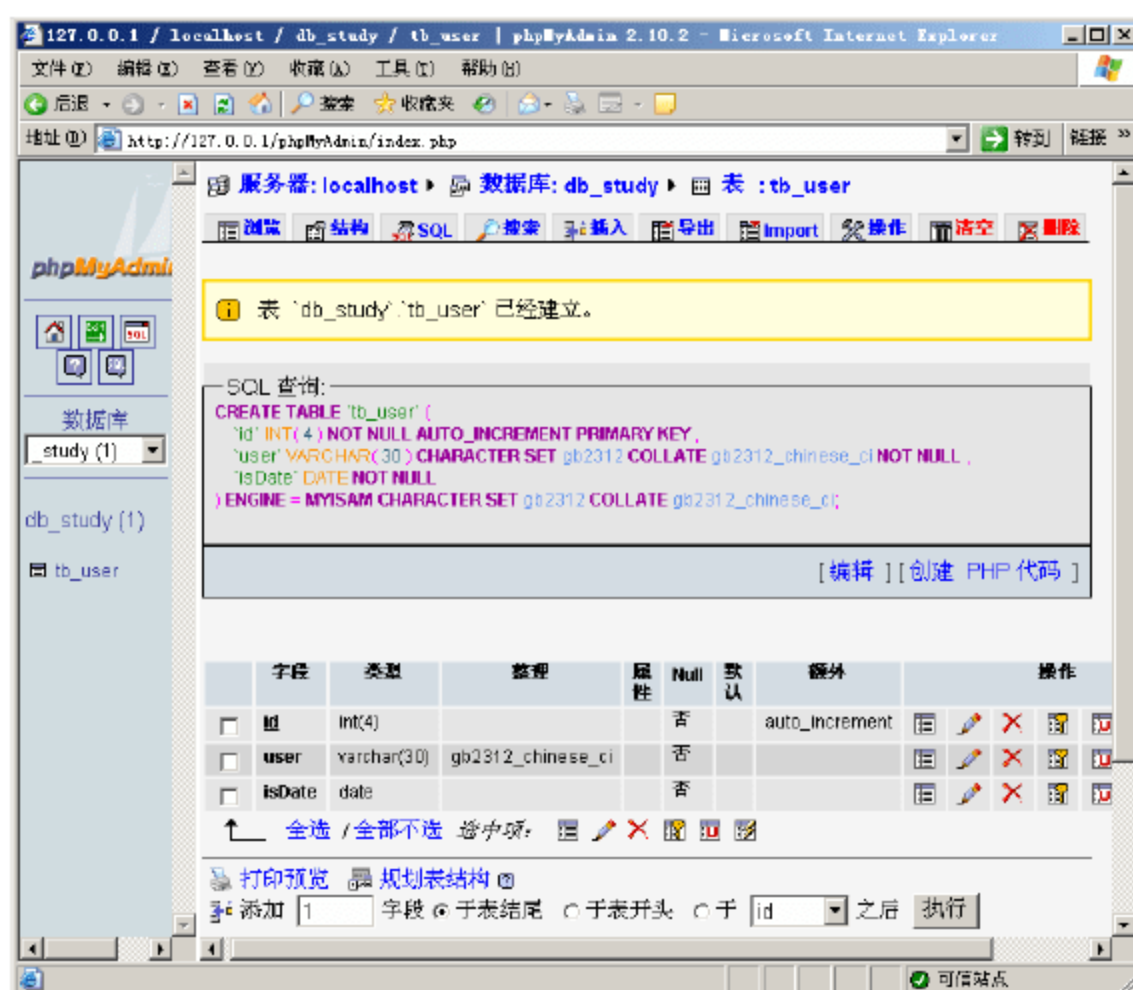 127.0.0.1 / localhost / db_study / tb_user | phpMyAdmin 2.10.2 - Microsoft Internet Explorer
文件(F) 编辑(E) 查看(V) 收藏(A) 工具(T) 帮助(H)
后退 搜索 收藏夹
地址(D) http://127.0.0.1/phpMyAdmin/index.php 转到 链接 »
phpMyAdmi
数据库
_study (1)
db_study (1)
tb_user
服务器: localhost ▸ 数据库: db_study ▸ 表 : tb_user
浏览 结构 SQL 搜索 插入 导出 Import 操作 清空 删除
表 `db_study`.`tb_user` 已经建立。
SQL 查询:
CREATE TABLE `tb_user` (
`id` INT( 4 ) NOT NULL AUTO_INCREMENT PRIMARY KEY ,
`user` VARCHAR( 30 ) CHARACTER SET gb2312 COLLATE gb2312_chinese_ci NOT NULL ,
`isDate` DATE NOT NULL
) ENGINE = MYISAM CHARACTER SET gb2312 COLLATE gb2312_chinese_ci;
[ 编辑 ] [ 创建 PHP 代码 ]
字段 类型 整理 属性 Null 默认 额外 操作
id int(4) 否 auto_increment
user varchar(30) gb2312_chinese_ci 否
isDate date 否
全选 / 全部不选 选中项:
打印预览 规划表结构
添加 1 字段 于表结尾 于表开头 于 id 之后 执行
可信站点